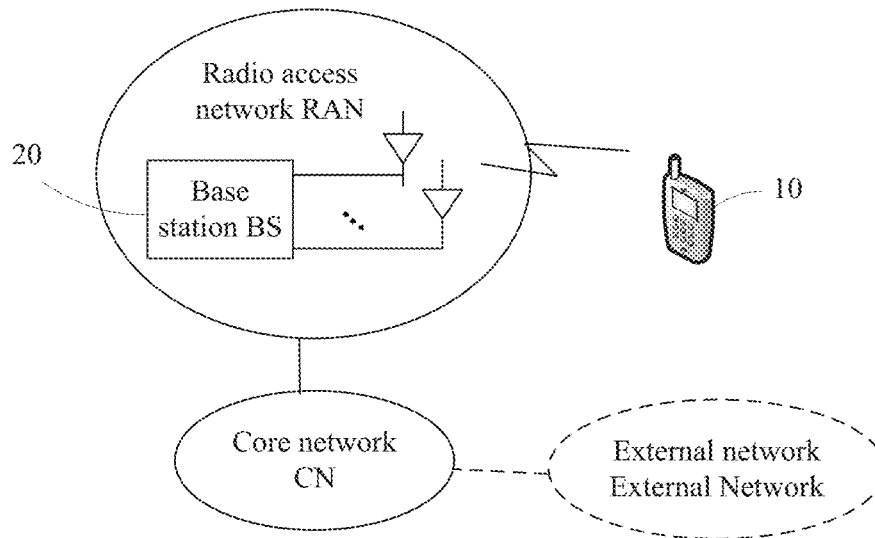 Radio access
network RAN
20
Base
station BS
10
Core network
CN
External network
External Network